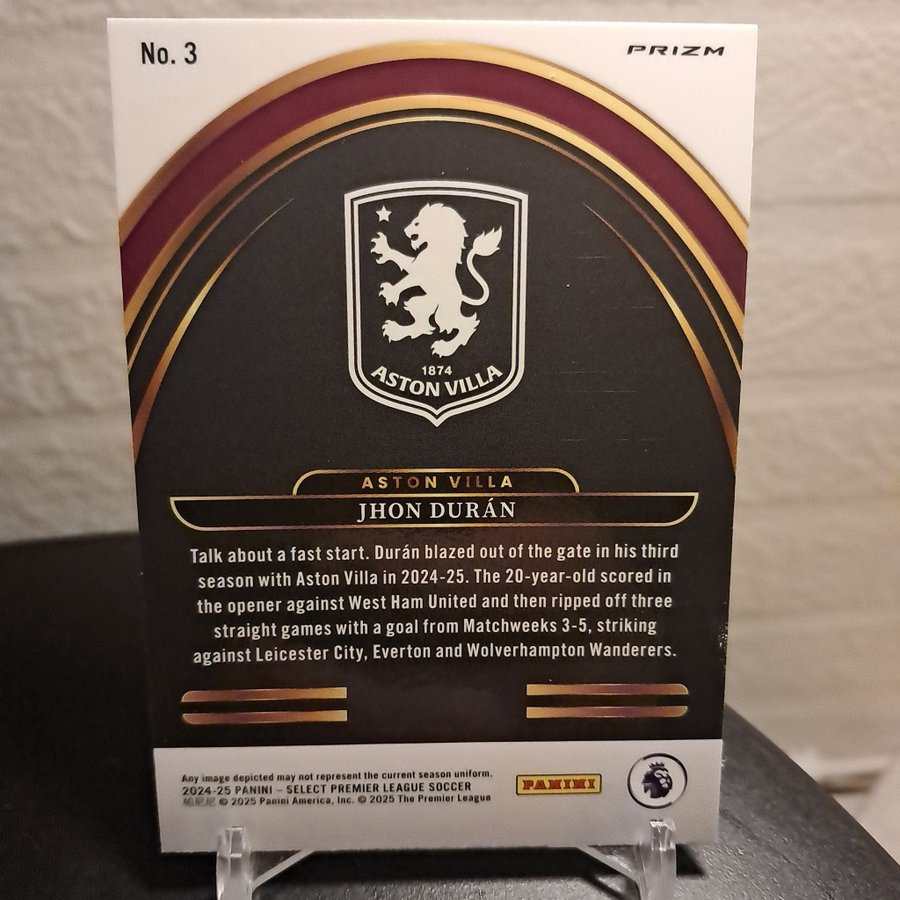 No. 3
PRIZM
1874
ASTON VILLA
ASTON VILLA
JHON DURÁN
Talk about a fast start. Durán blazed out of the gate in his third
season with Aston Villa in 2024-25. The 20-year-old scored in
the opener against West Ham United and then ripped off three
straight games with a goal from Matchweeks 3-5, striking
against Leicester City, Everton and Wolverhampton Wanderers.
Any image depicted may not represent the current season uniform.
2024-25 PANINI – SELECT PREMIER LEAGUE SOCCER
帕尼尼 © 2025 Panini America, Inc. © 2025 The Premier League
PANINI